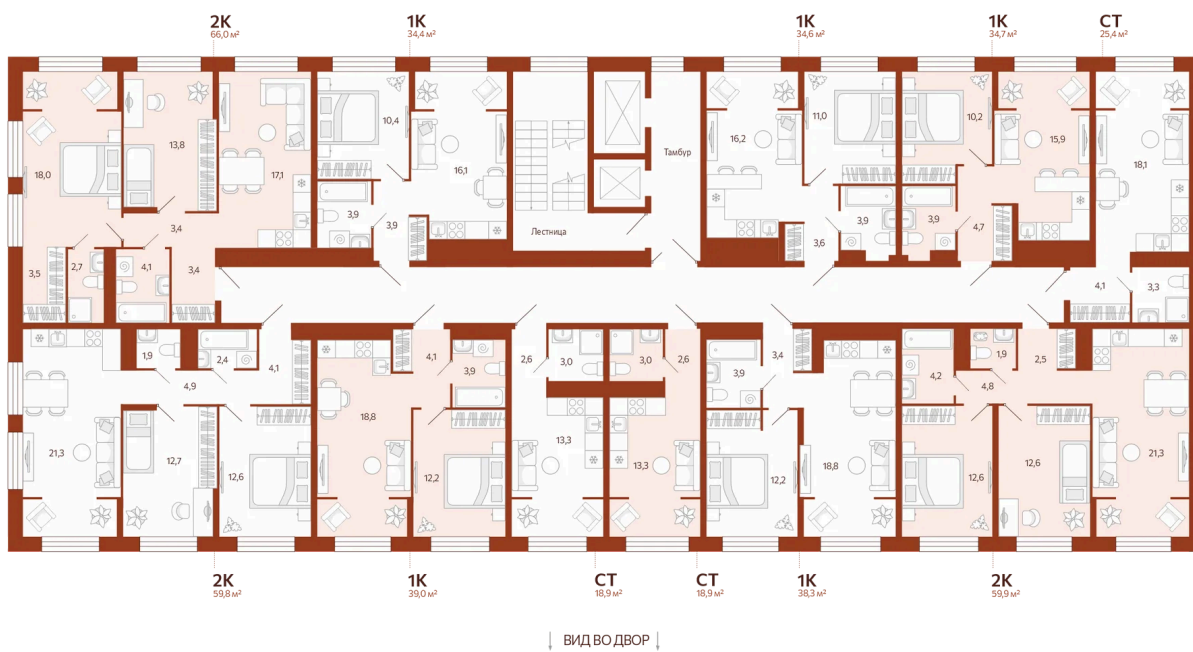 2К
66,0 м²
1К
34,4 м²
1К
34,6 м²
1К
34,7 м²
СТ
25,4 м²
18,0
13,8
17,1
3,4
3,5
2,7
4,1
3,4
10,4
16,1
3,9
3,9
Лестница
Тамбур
16,2
11,0
3,6
3,9
10,2
15,9
3,9
4,7
18,1
4,1
3,3
21,3
1,9
4,9
2,4
4,1
12,7
12,6
18,8
4,1
3,9
12,2
2,6
3,0
13,3
3,0
2,6
13,3
3,9
3,4
12,2
18,8
4,2
1,9
4,8
2,5
12,6
12,6
21,3
2К
59,8 м²
1К
39,0 м²
СТ
18,9 м²
СТ
18,9 м²
1К
38,3 м²
2К
59,9 м²
ВИД ВО ДВОР